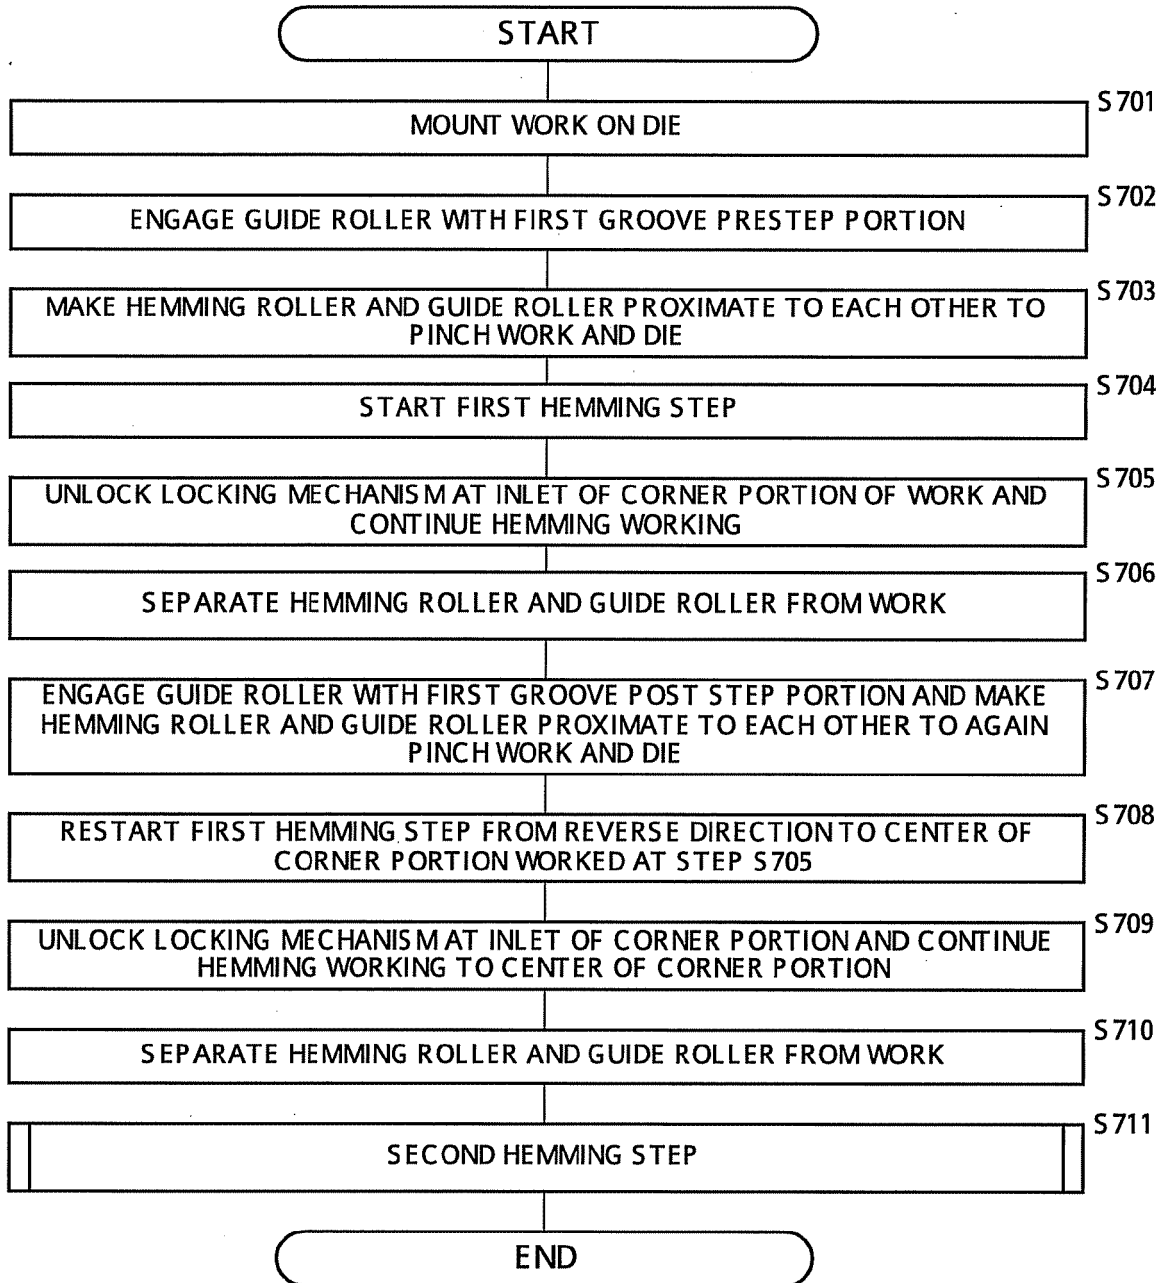 START
S701
MOUNT WORK ON DIE
S702
ENGAGE GUIDE ROLLER WITH FIRST GROOVE PRESTEP PORTION
S703
MAKE HEMMING ROLLER AND GUIDE ROLLER PROXIMATE TO EACH OTHER TO
PINCH WORK AND DIE
S704
START FIRST HEMMING STEP
S705
UNLOCK LOCKING MECHANISM AT INLET OF CORNER PORTION OF WORK AND
CONTINUE HEMMING WORKING
S706
SEPARATE HEMMING ROLLER AND GUIDE ROLLER FROM WORK
S707
ENGAGE GUIDE ROLLER WITH FIRST GROOVE POST STEP PORTION AND MAKE
HEMMING ROLLER AND GUIDE ROLLER PROXIMATE TO EACH OTHER TO AGAIN
PINCH WORK AND DIE
S708
RESTART FIRST HEMMING STEP FROM REVERSE DIRECTION TO CENTER OF
CORNER PORTION WORKED AT STEP S705
S709
UNLOCK LOCKING MECHANISM AT INLET OF CORNER PORTION AND CONTINUE
HEMMING WORKING TO CENTER OF CORNER PORTION
S710
SEPARATE HEMMING ROLLER AND GUIDE ROLLER FROM WORK
S711
SECOND HEMMING STEP
END